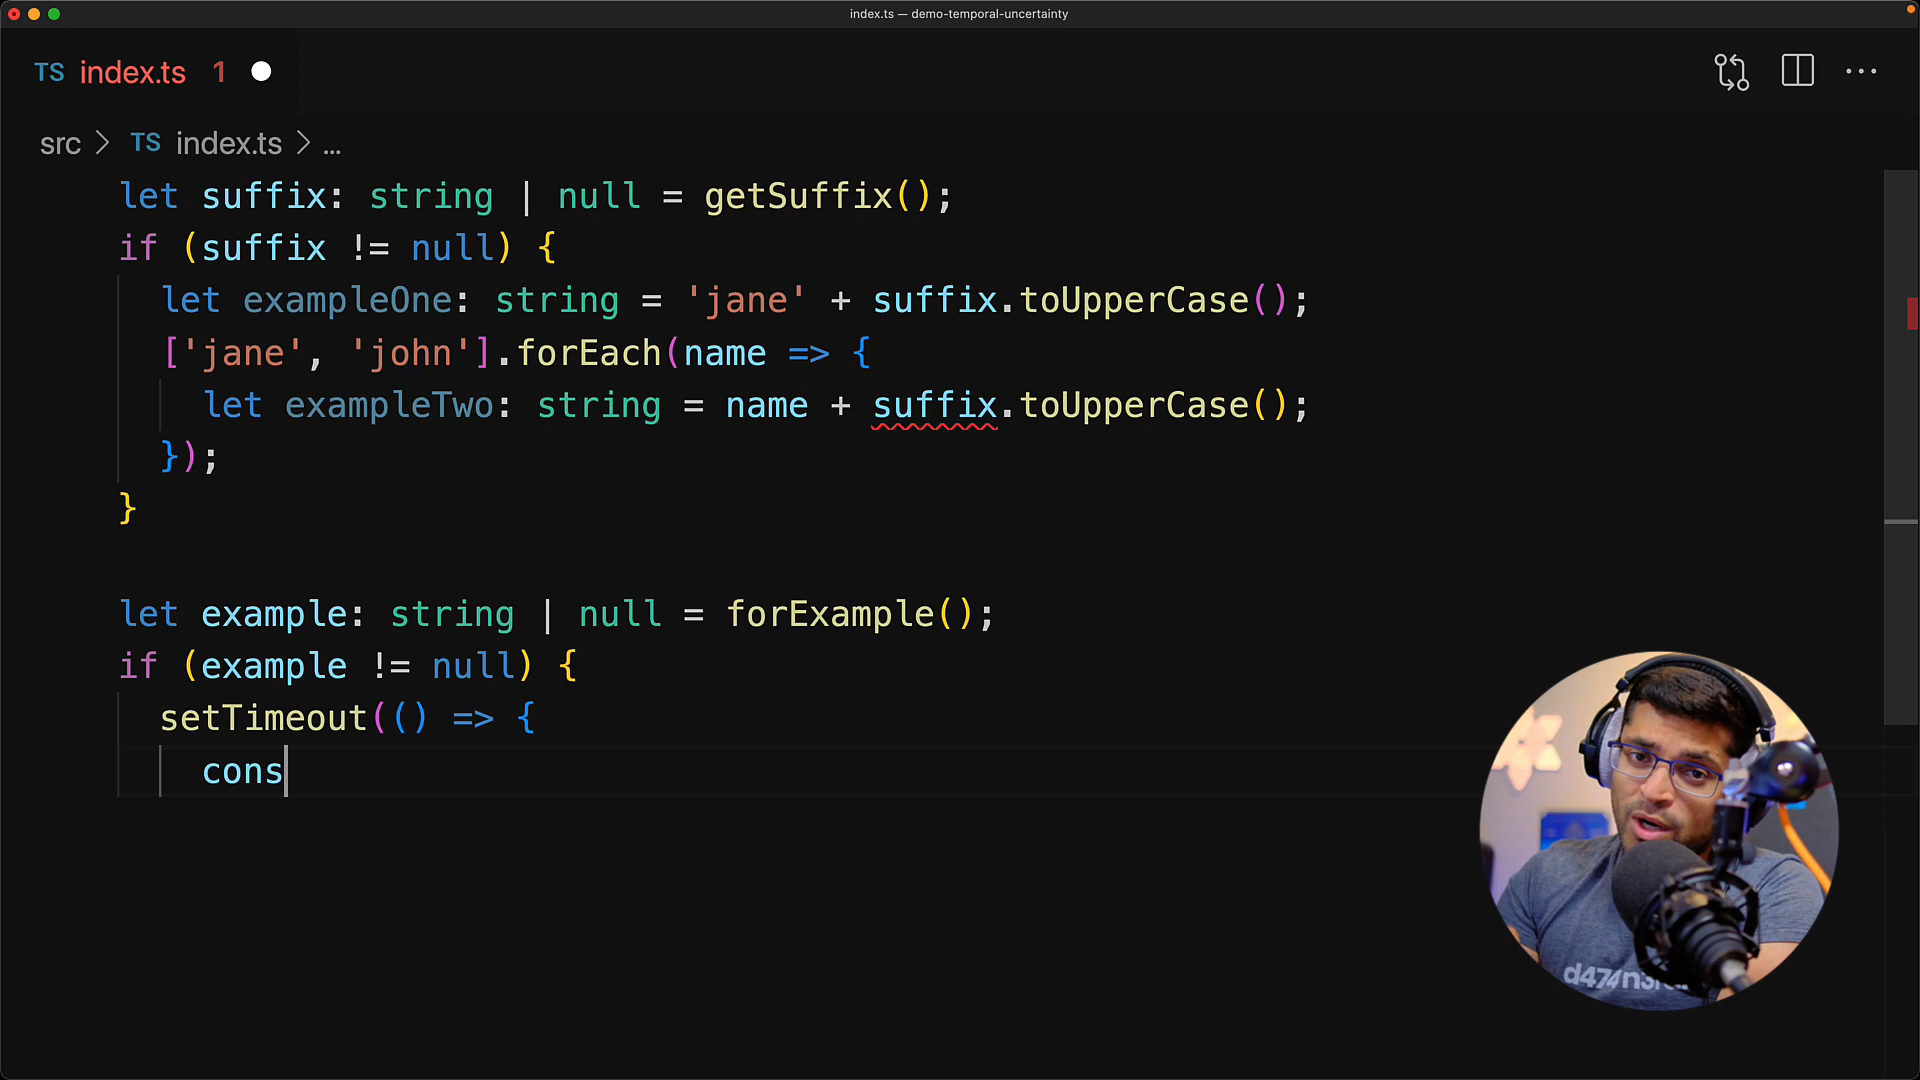 index.ts — demo-temporal-uncertainty
TS index.ts 1
src > TS index.ts > ...
let suffix: string | null = getSuffix();
if (suffix != null) {
let exampleOne: string = 'jane' + suffix.toUpperCase();
['jane', 'john'].forEach(name => {
let exampleTwo: string = name + suffix.toUpperCase();
});
}
let example: string | null = forExample();
if (example != null) {
setTimeout(() => {
cons